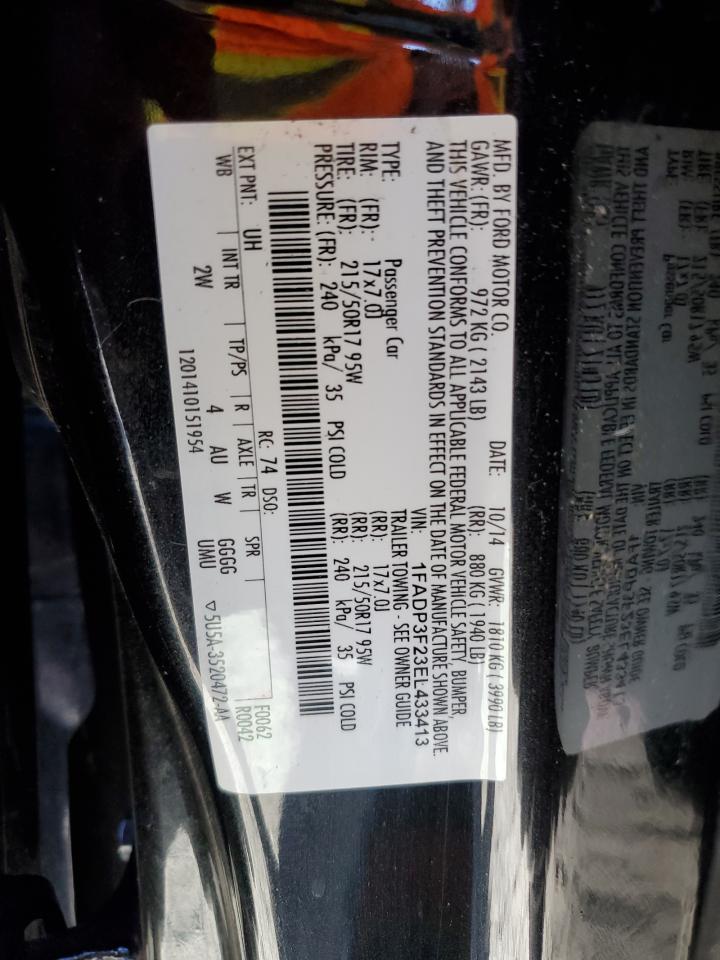 MFD. BY FORD MOTOR CO. DATE: 10/14 GVWR: 1810 KG ( 3990 LB)
GAWR: (FR): 972 KG ( 2143 LB) (RR): 880 KG ( 1940 LB)
THIS VEHICLE CONFORMS TO ALL APPLICABLE FEDERAL MOTOR VEHICLE SAFETY, BUMPER,
AND THEFT PREVENTION STANDARDS IN EFFECT ON THE DATE OF MANUFACTURE SHOWN ABOVE.
VIN: 1FADP3F23EL433413
TYPE: Passenger Car TRAILER TOWING - SEE OWNER GUIDE
RIM: (FR): 17x7.0J (RR): 17x7.0J
TIRE: (FR): 215/50R17 95W (RR): 215/50R17 95W
PRESSURE: (FR): 240 kPa/ 35 PSI COLD (RR): 240 kPa/ 35 PSI COLD
RC: 74 DSO: F0062
EXT PNT: UH R0042
WB INT TR TP/PS R AXLE TR SPR
2W 4 AU W GGGG
UMU
1201410151954 ▽5U5A-3520472-AA